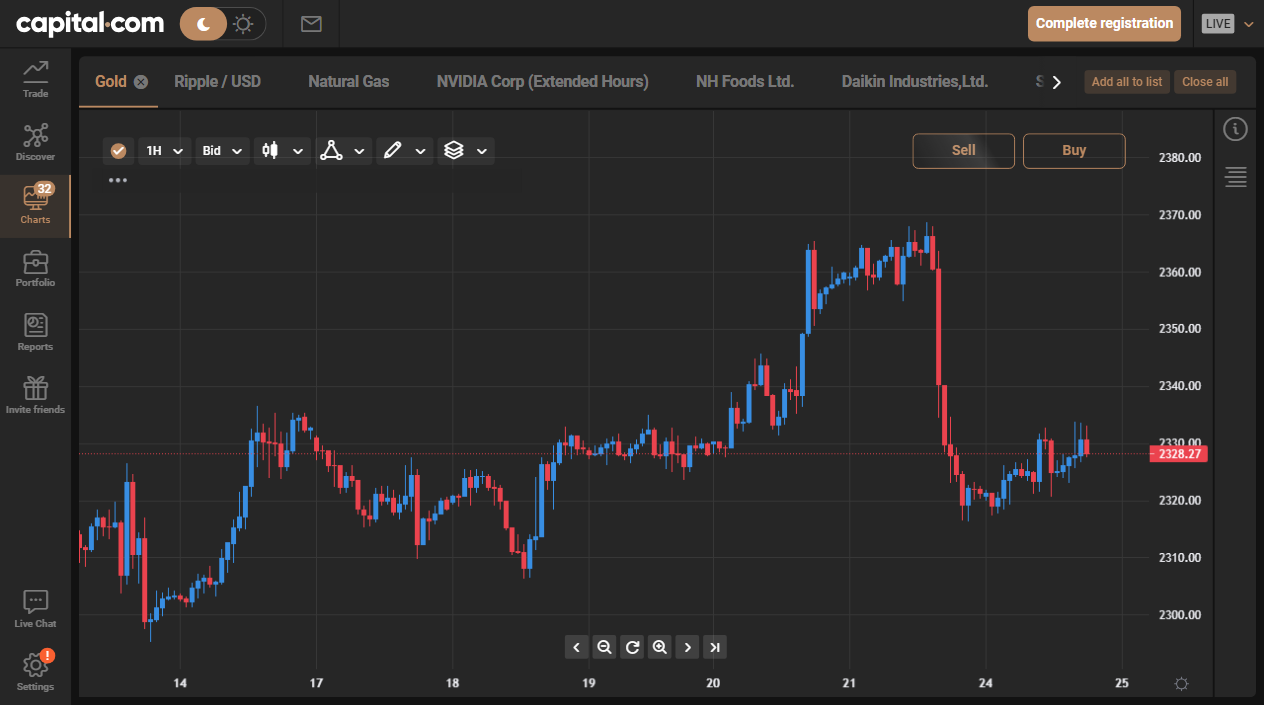 capital.com
Complete registration
LIVE
Gold
Ripple / USD
Natural Gas
NVIDIA Corp (Extended Hours)
NH Foods Ltd.
Daikin Industries,Ltd.
S
Add all to list
Close all
Trade
Discover
32
Charts
Portfolio
Reports
Invite friends
Live Chat
!
Settings
1H
Bid
Sell
Buy
2380.00
2370.00
2360.00
2350.00
2340.00
2330.00
2328.27
2320.00
2310.00
2300.00
14
17
18
19
20
21
24
25